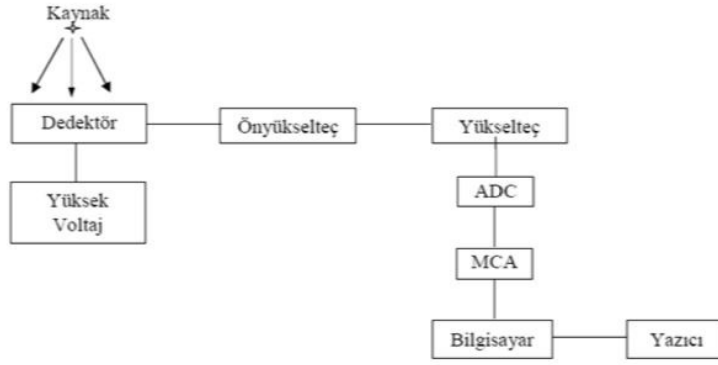 Kaynak
Dedektör
Önyükselteç
Yükselteç
Yüksek
Voltaj
ADC
MCA
Bilgisayar
Yazıcı